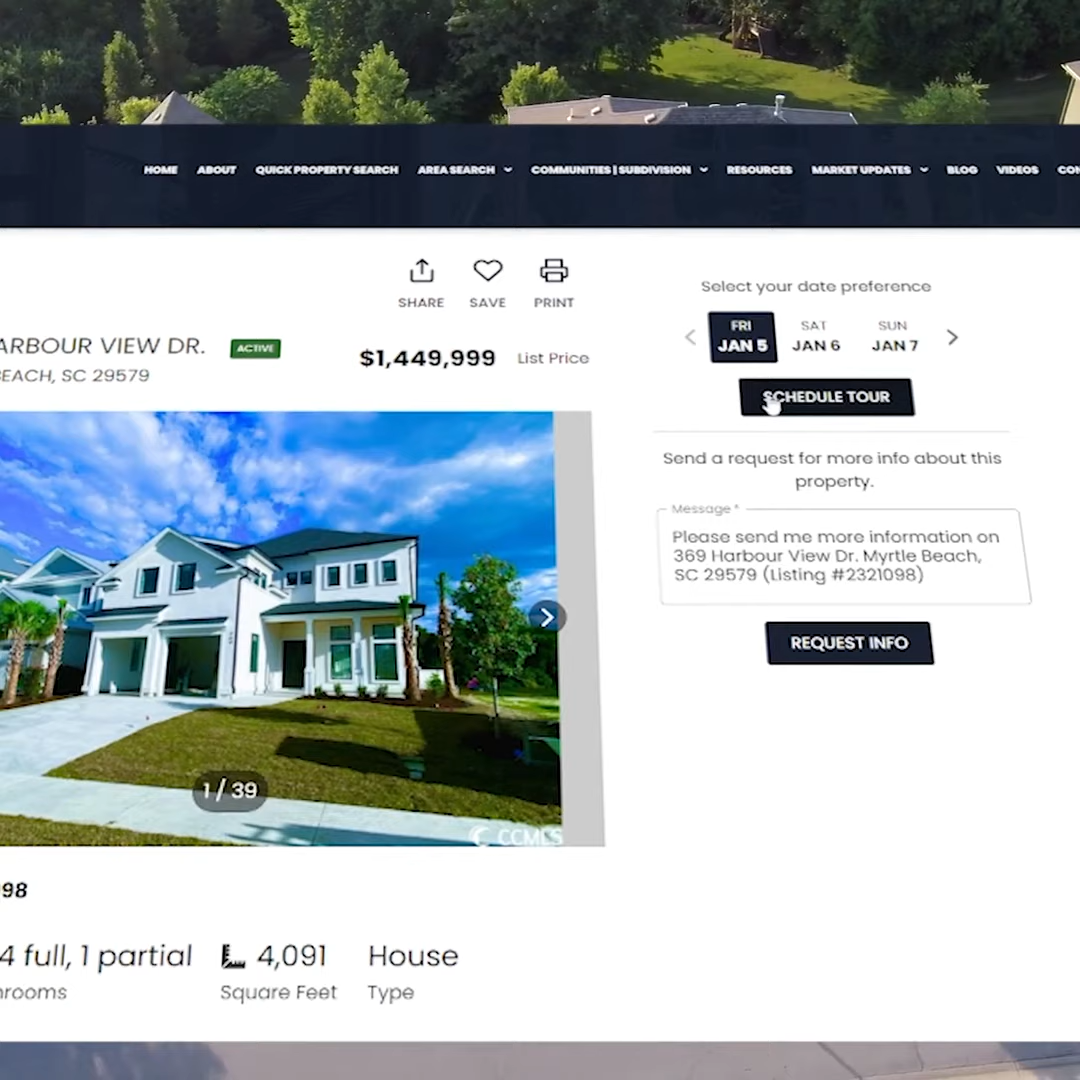 HOME ABOUT QUICK PROPERTY SEARCH AREA SEARCH COMMUNITIES | SUBDIVISION RESOURCES MARKET UPDATES BLOG VIDEOS CON
SHARE SAVE PRINT
ARBOUR VIEW DR. ACTIVE
EACH, SC 29579
$1,449,999 List Price
1 / 39
CCMLS
98
4 full, 1 partial 4,091 House
hrooms Square Feet Type
Select your date preference
FRI SAT SUN
JAN 5 JAN 6 JAN 7
SCHEDULE TOUR
Send a request for more info about this
property.
Message *
Please send me more information on
369 Harbour View Dr. Myrtle Beach,
SC 29579 (Listing #2321098)
REQUEST INFO